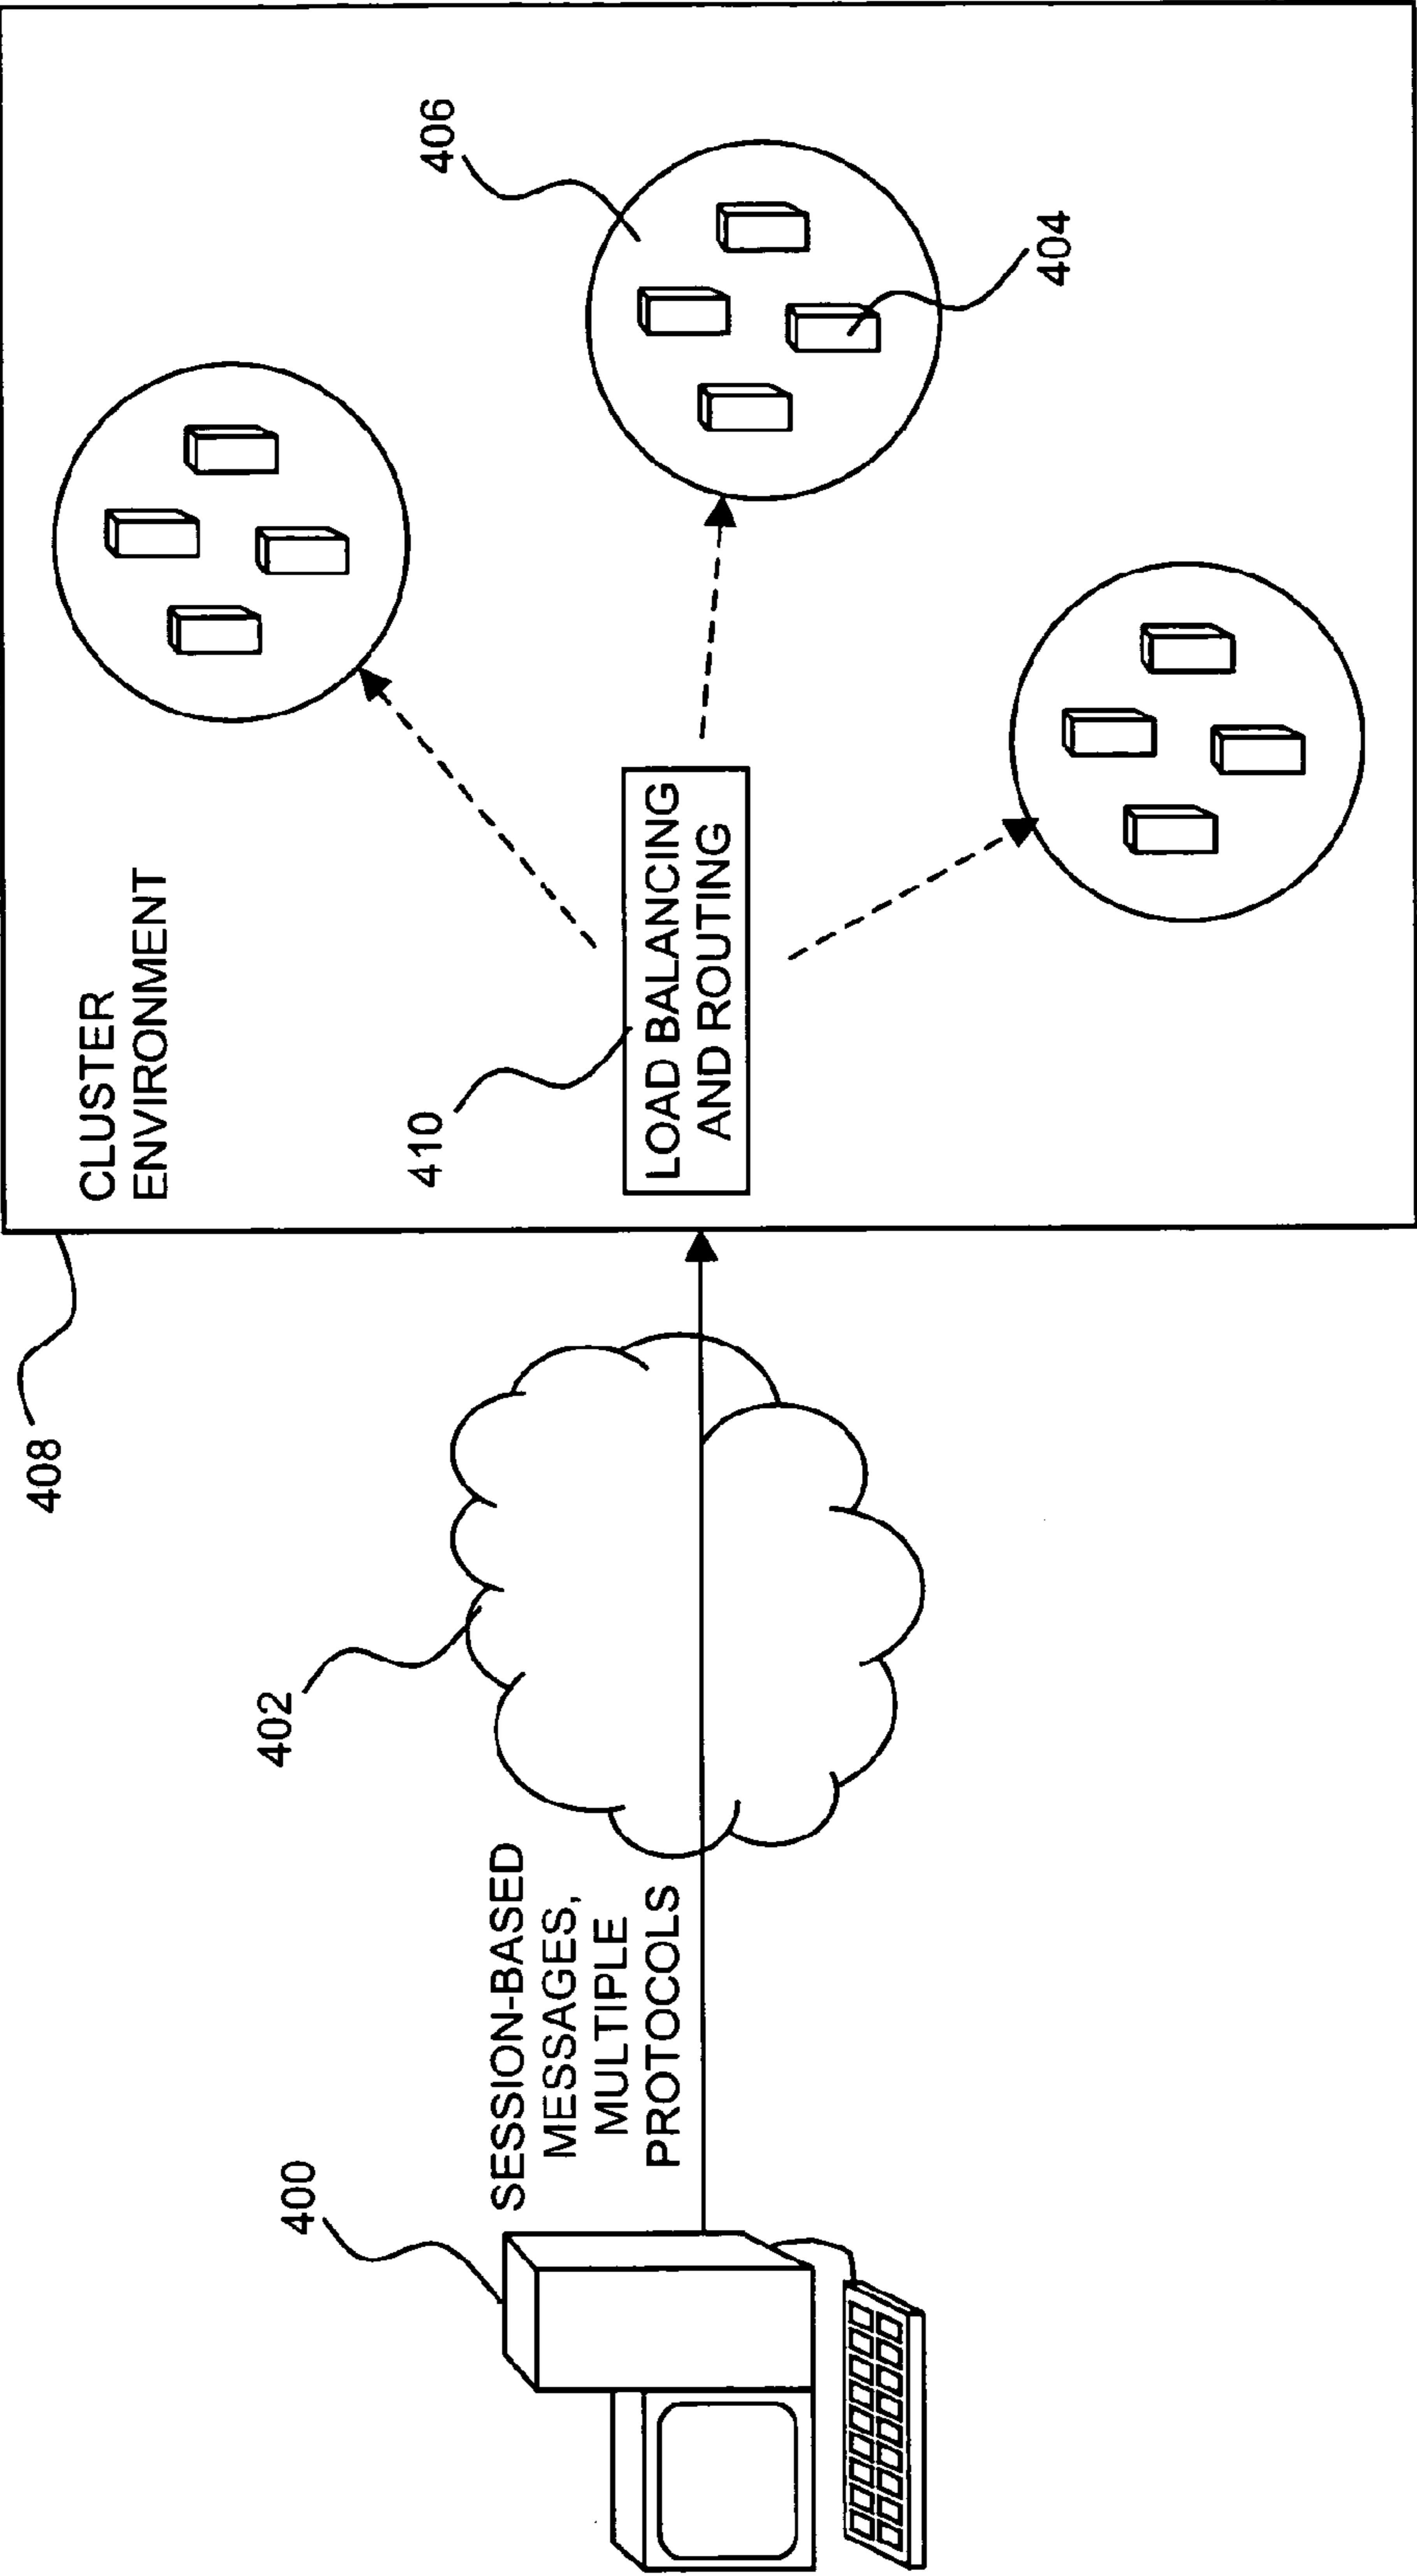 400
SESSION-BASED
MESSAGES,
MULTIPLE
PROTOCOLS
402
408
CLUSTER
ENVIRONMENT
410
LOAD BALANCING
AND ROUTING
406
404